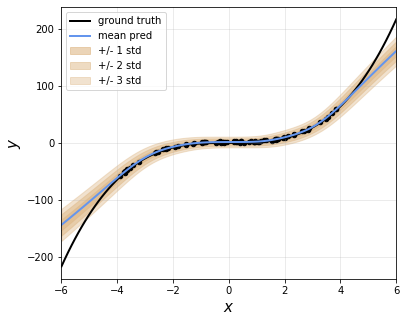 ground truth
mean pred
+/- 1 std
+/- 2 std
+/- 3 std
200
100
0
−100
−200
y
−6 −4 −2 0 2 4 6
x